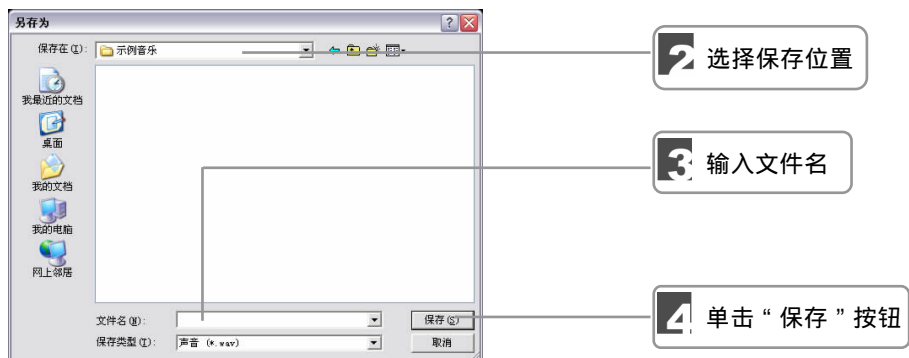 另存为
保存在(I):
示例音乐
2 选择保存位置
我最近的文档
桌面
3 输入文件名
我的文档
我的电脑
网上邻居
文件名(N):
保存(S)
4 单击“保存”按钮
保存类型(T):
声音 (*.wav)
取消